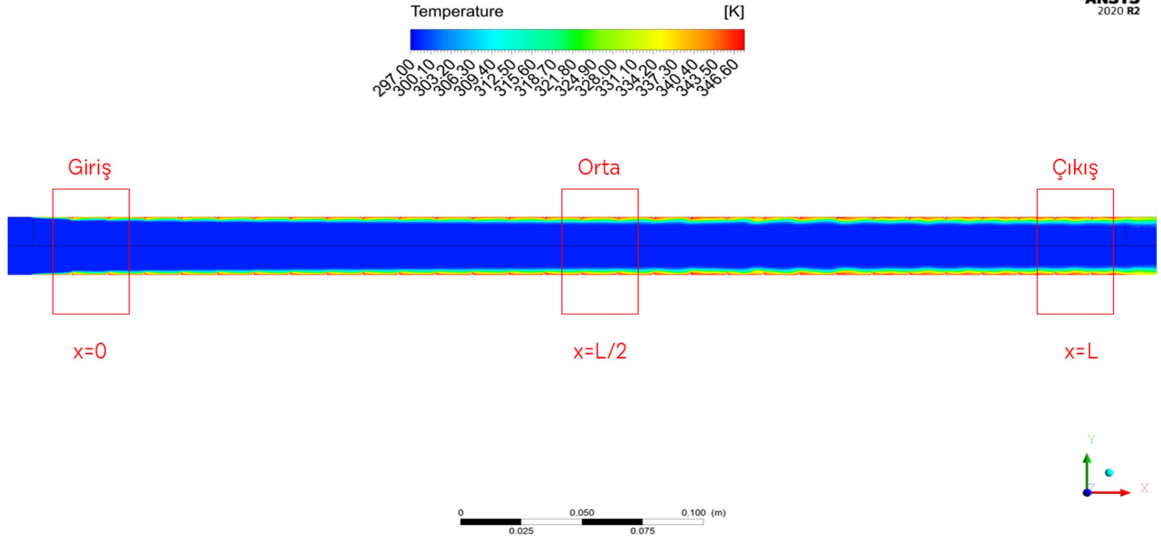 ANSYS
2020 R2
Temperature [K]
297.00 300.10 303.20 306.30 309.40 312.50 315.60 318.70 321.80 324.90 328.00 331.10 334.20 337.30 340.40 343.50 346.60
Giriş Orta Çıkış
x=0 x=L/2 x=L
Y
Z X
0 0.050 0.100 (m)
0.025 0.075